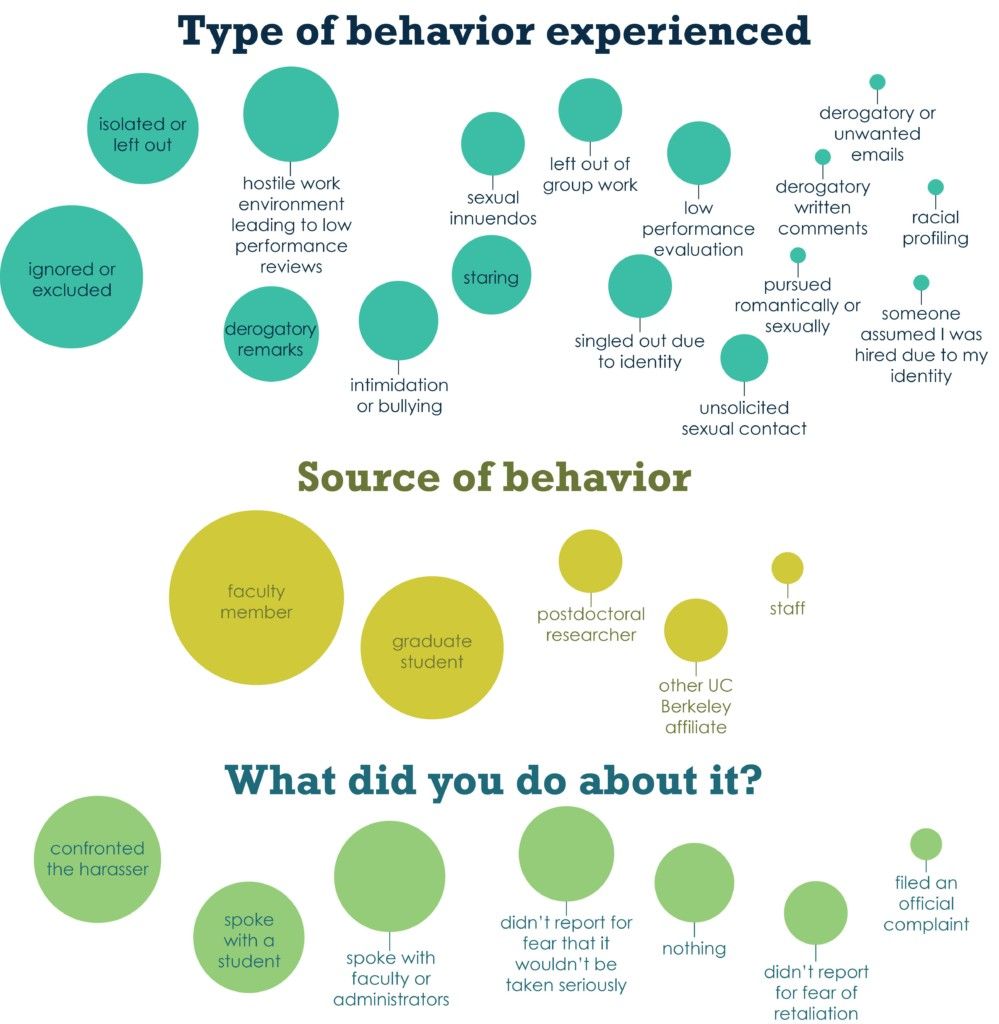 Type of behavior experienced
isolated or
left out
hostile work
environment
leading to low
performance
reviews
sexual
innuendos
left out of
group work
low
performance
evaluation
derogatory or
unwanted
emails
derogatory
written
comments
racial
profiling
ignored or
excluded
derogatory
remarks
intimidation
or bullying
staring
singled out due
to identity
pursued
romantically or
sexually
someone
assumed I was
hired due to my
identity
unsolicited
sexual contact
Source of behavior
faculty
member
graduate
student
postdoctoral
researcher
other UC
Berkeley
affiliate
staff
What did you do about it?
confronted
the harasser
spoke
with a
student
spoke with
faculty or
administrators
didn't report for
fear that it
wouldn't be
taken seriously
nothing
didn't report
for fear of
retaliation
filed an
official
complaint